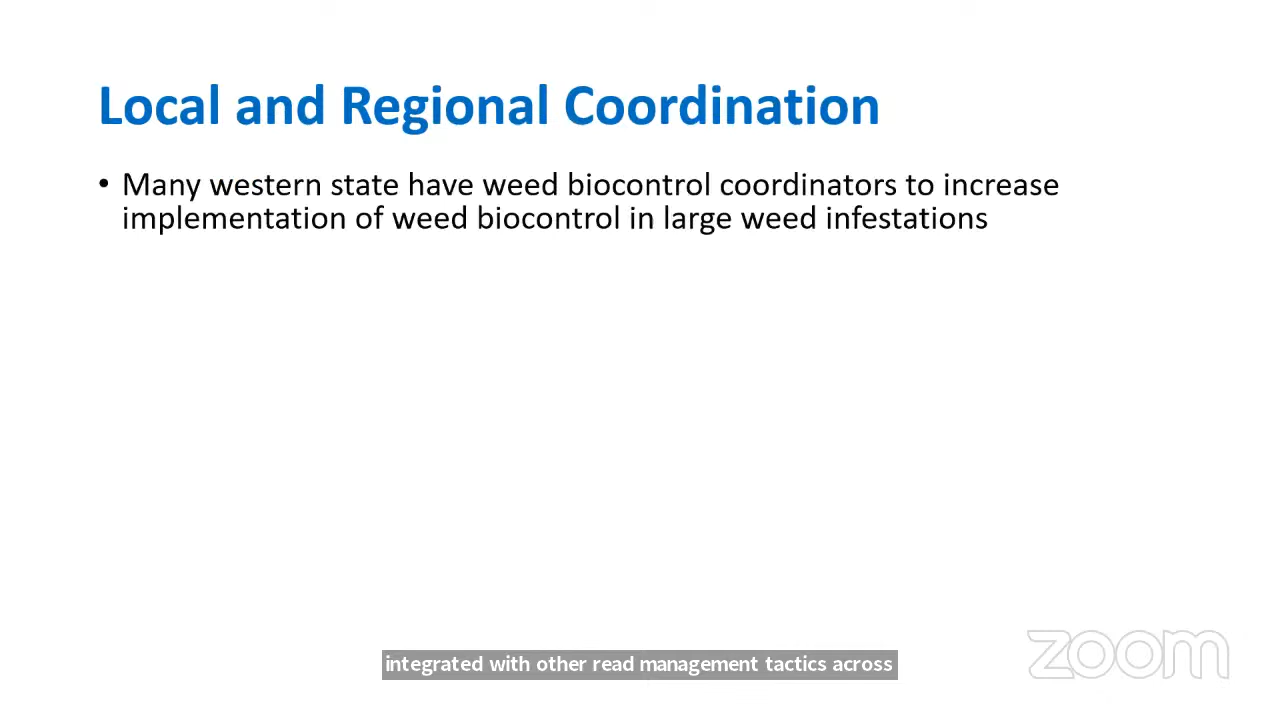 Local and Regional Coordination
• Many western state have weed biocontrol coordinators to increase
implementation of weed biocontrol in large weed infestations
integrated with other read management tactics across
zoom